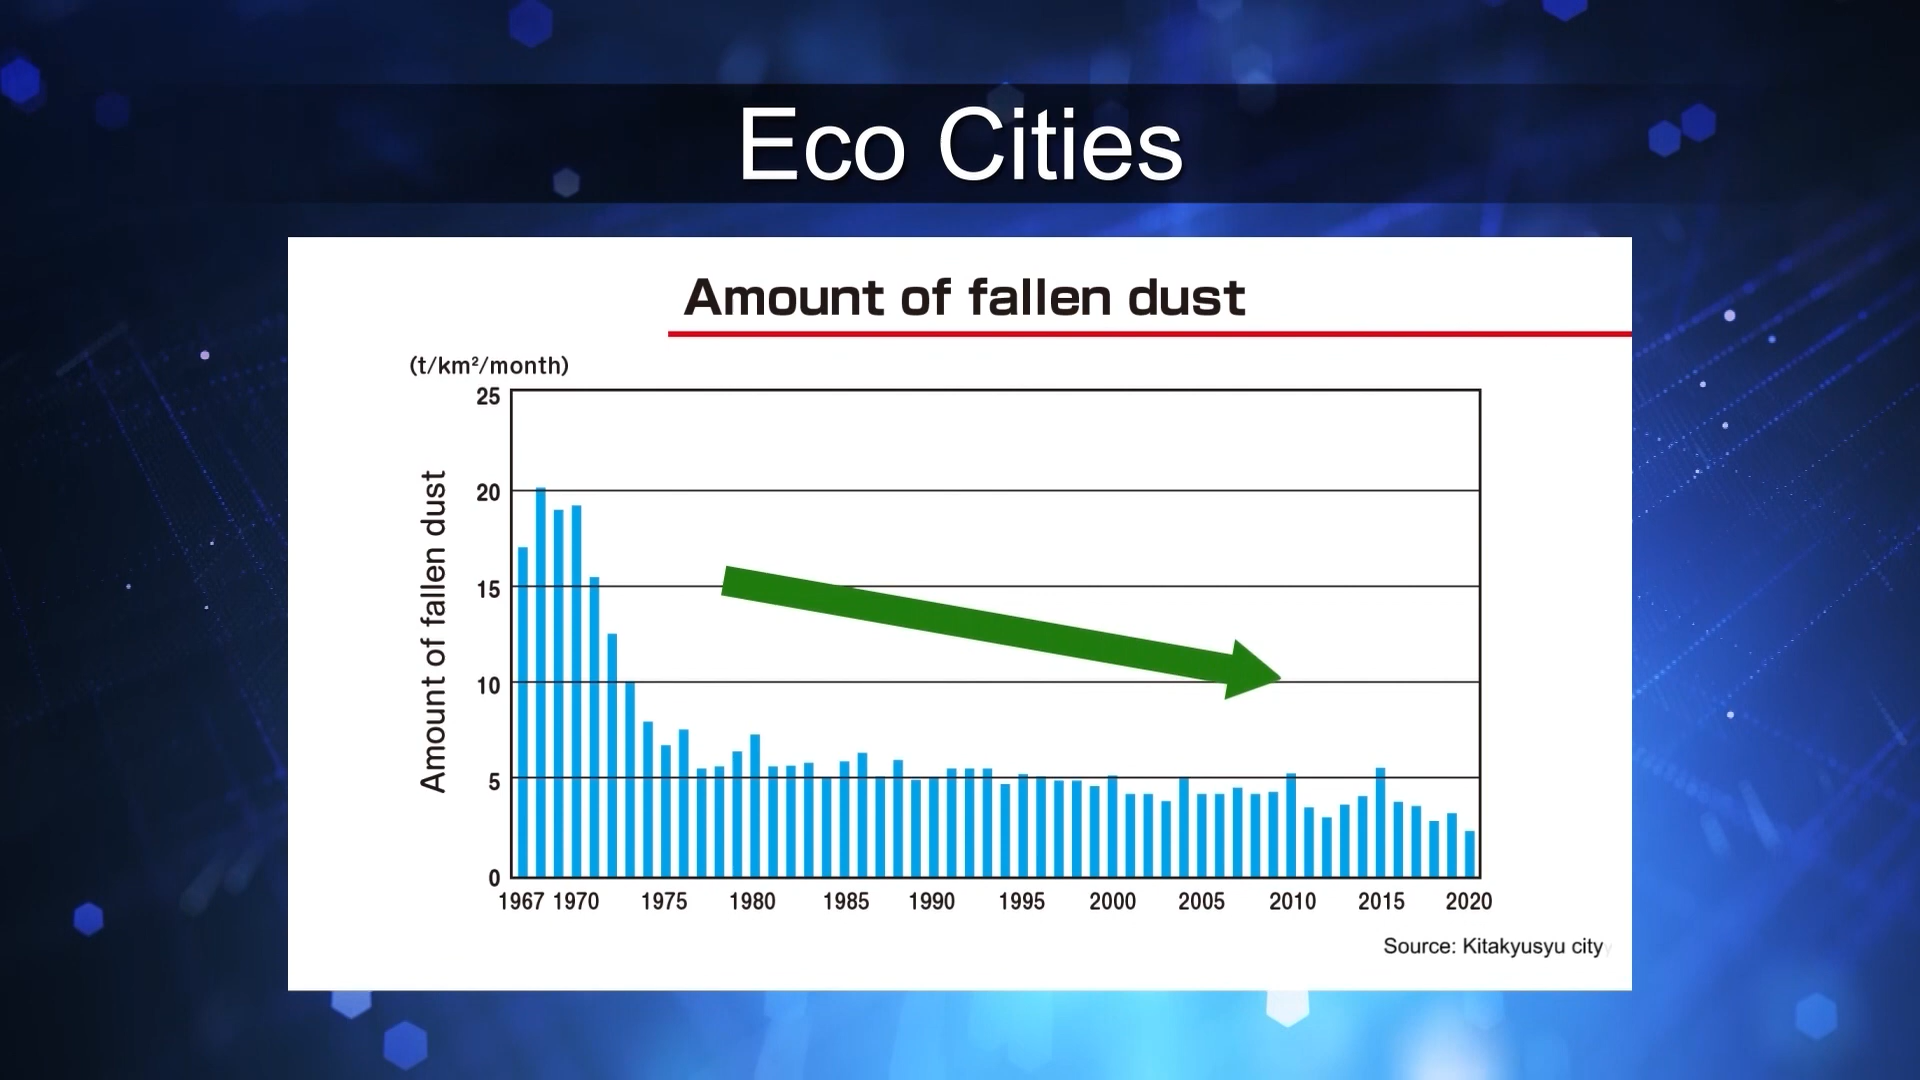 Eco Cities
Amount of fallen dust
(t/km²/month)
25
20
15
10
5
0
Amount of fallen dust
1967 1970 1975 1980 1985 1990 1995 2000 2005 2010 2015 2020
Source: Kitakyusyu city